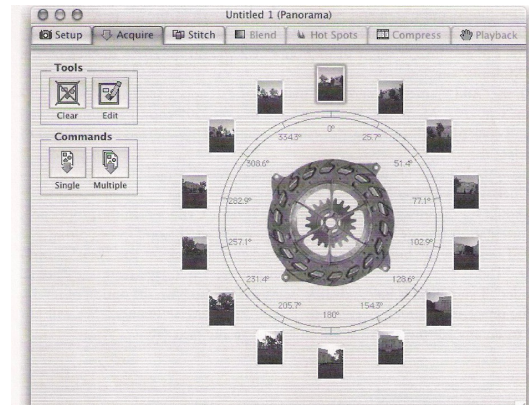 Untitled 1 (Panorama)
Setup Acquire Stitch Blend Hot Spots Compress Playback
Tools
Clear Edit
Commands
Single Multiple
0°
334.3° 25.7°
308.6° 51.4°
282.9° 77.1°
257.1° 102.9°
231.4° 128.6°
205.7° 154.3°
180°